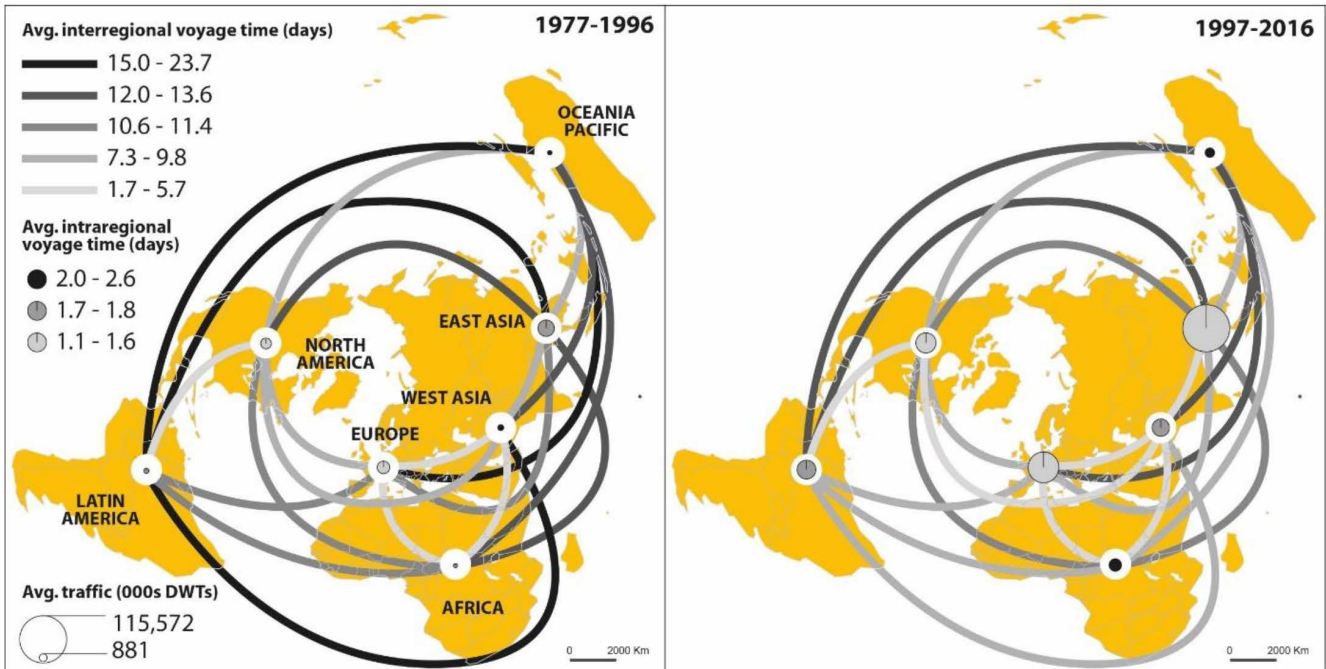 Avg. interregional voyage time (days)
15.0 - 23.7
12.0 - 13.6
10.6 - 11.4
7.3 - 9.8
1.7 - 5.7
Avg. intraregional
voyage time (days)
2.0 - 2.6
1.7 - 1.8
1.1 - 1.6
1977-1996
OCEANIA
PACIFIC
EAST ASIA
NORTH
AMERICA
WEST ASIA
EUROPE
LATIN
AMERICA
AFRICA
Avg. traffic (000s DWTs)
115,572
881
0 2000 Km
1997-2016
0 2000 Km